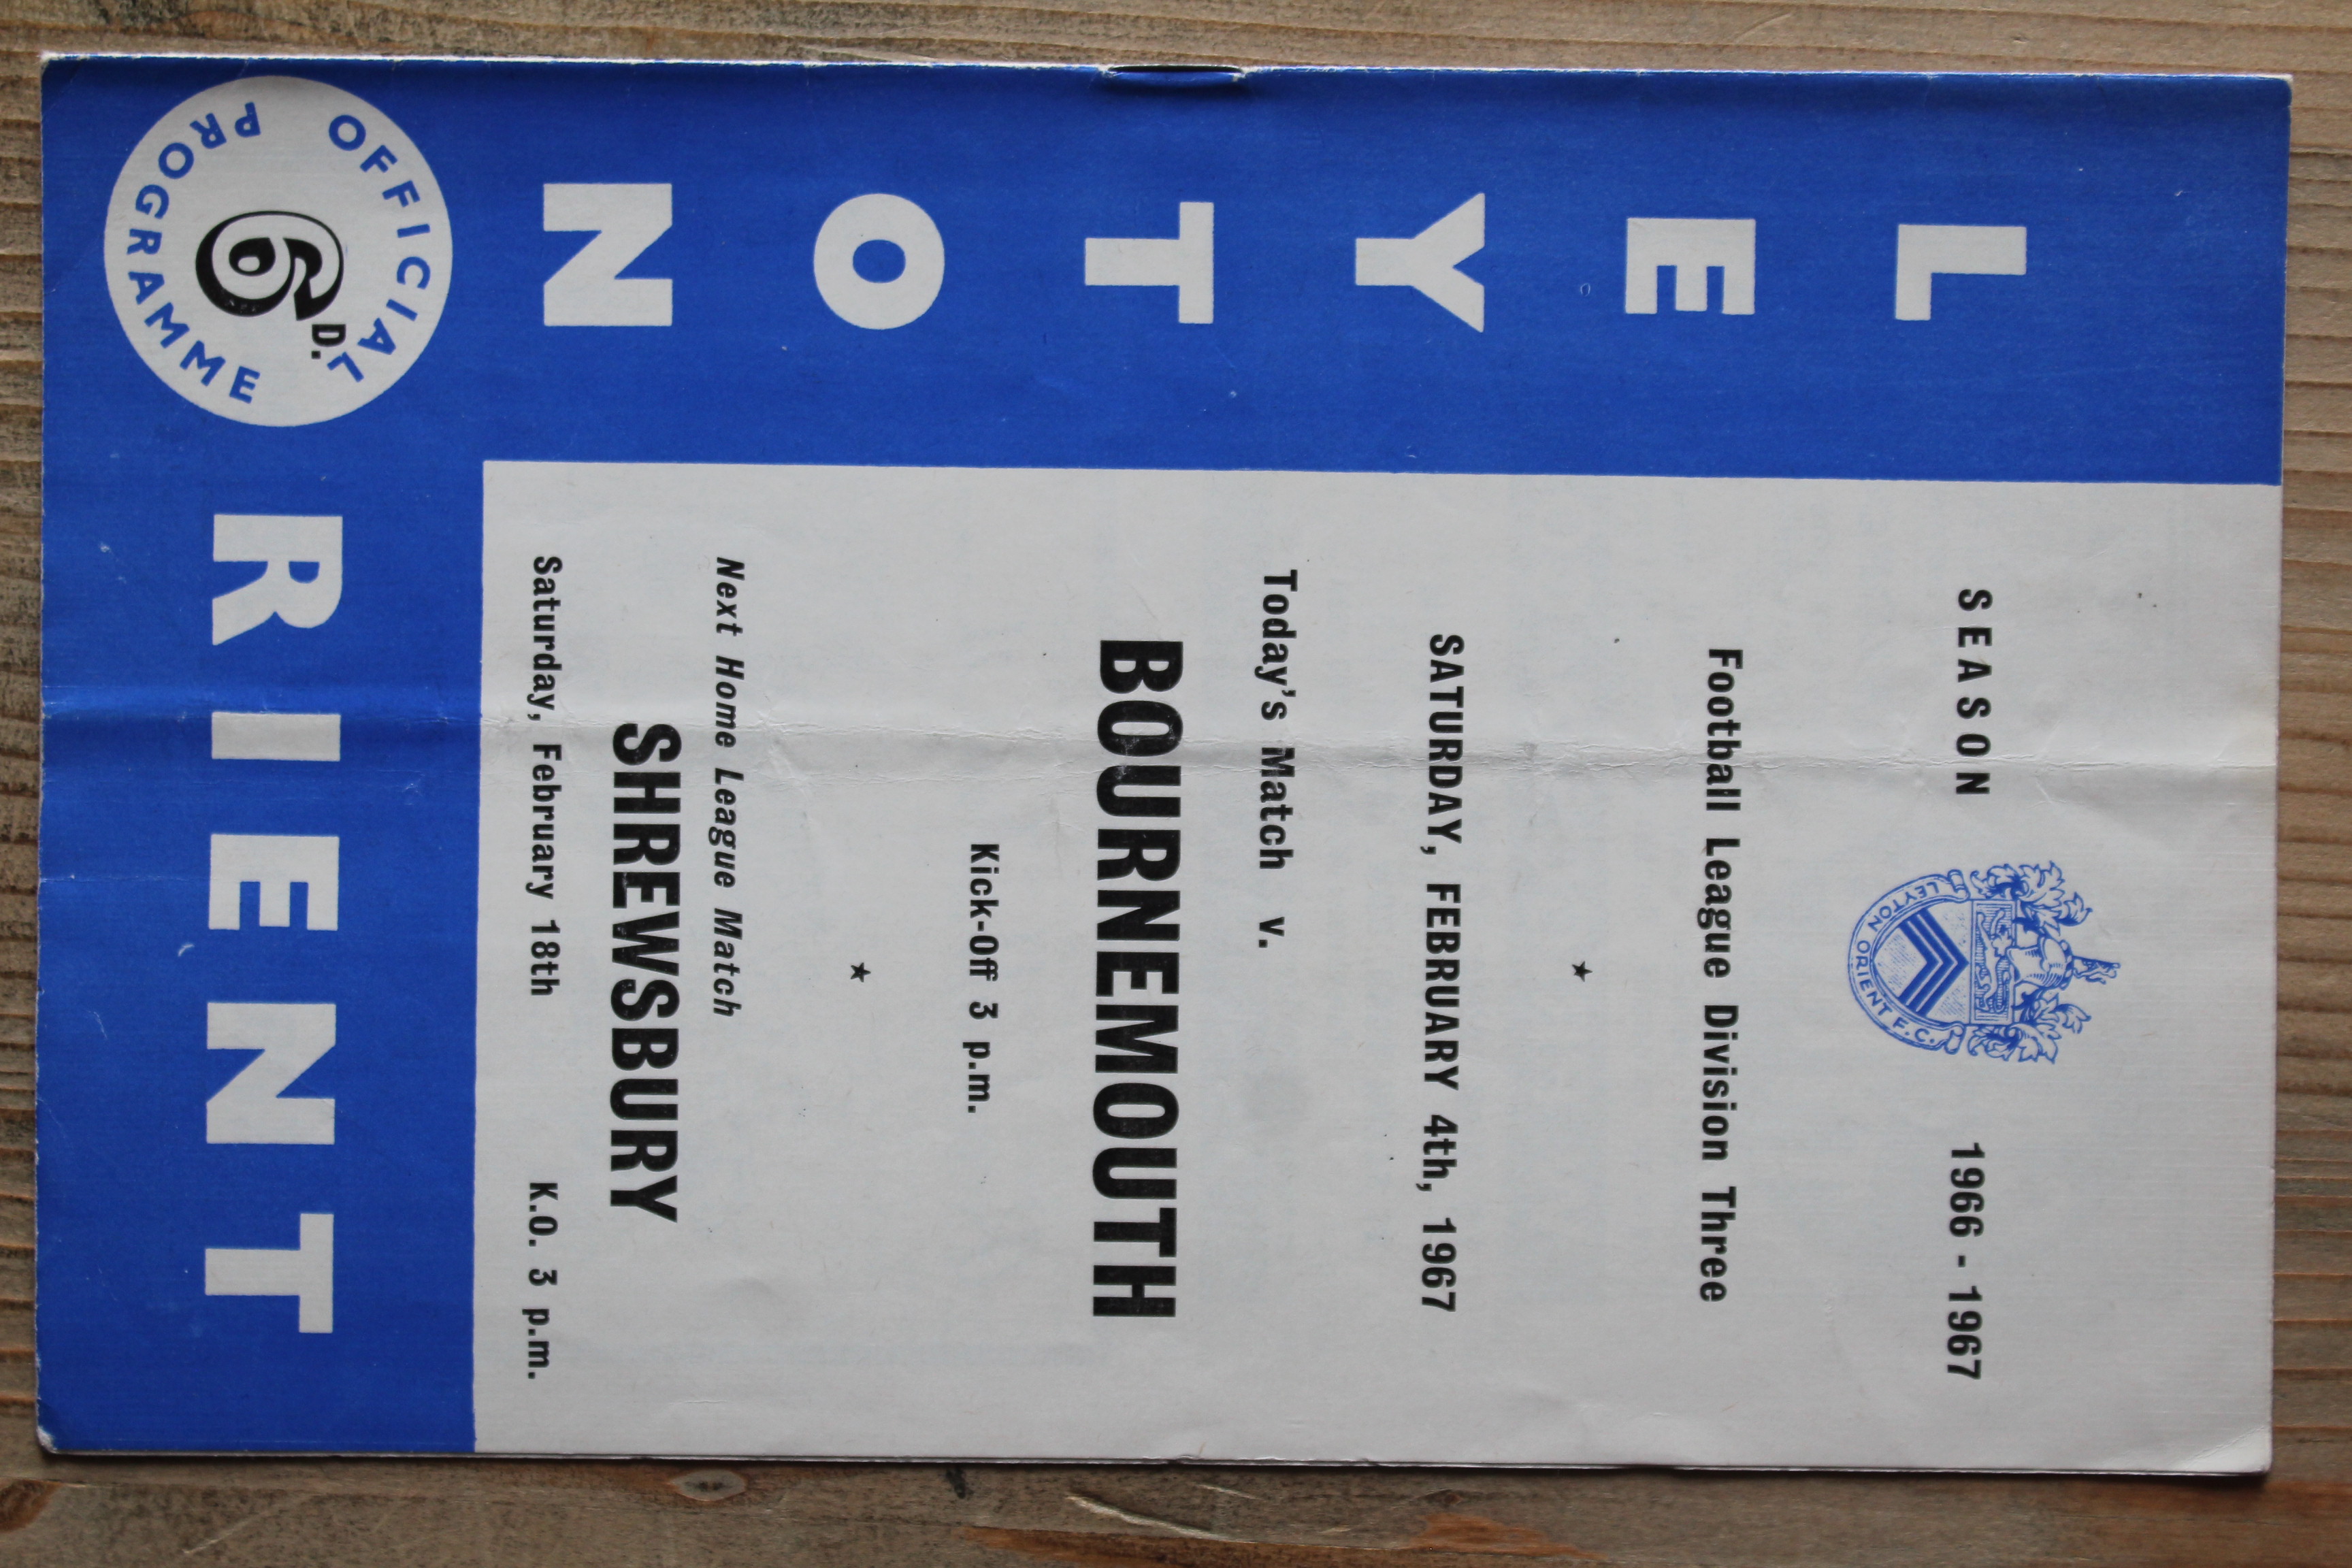 LEYTON
ORIENT
OFFICIAL
PROGRAMME
6D.
SEASON 1966 - 1967
LEYTON ORIENT F.C.
Football League Division Three
SATURDAY, FEBRUARY 4th, 1967
Today's Match v.
BOURNEMOUTH
Kick-Off 3 p.m.
Next Home League Match
SHREWSBURY
Saturday, February 18th K.O. 3 p.m.